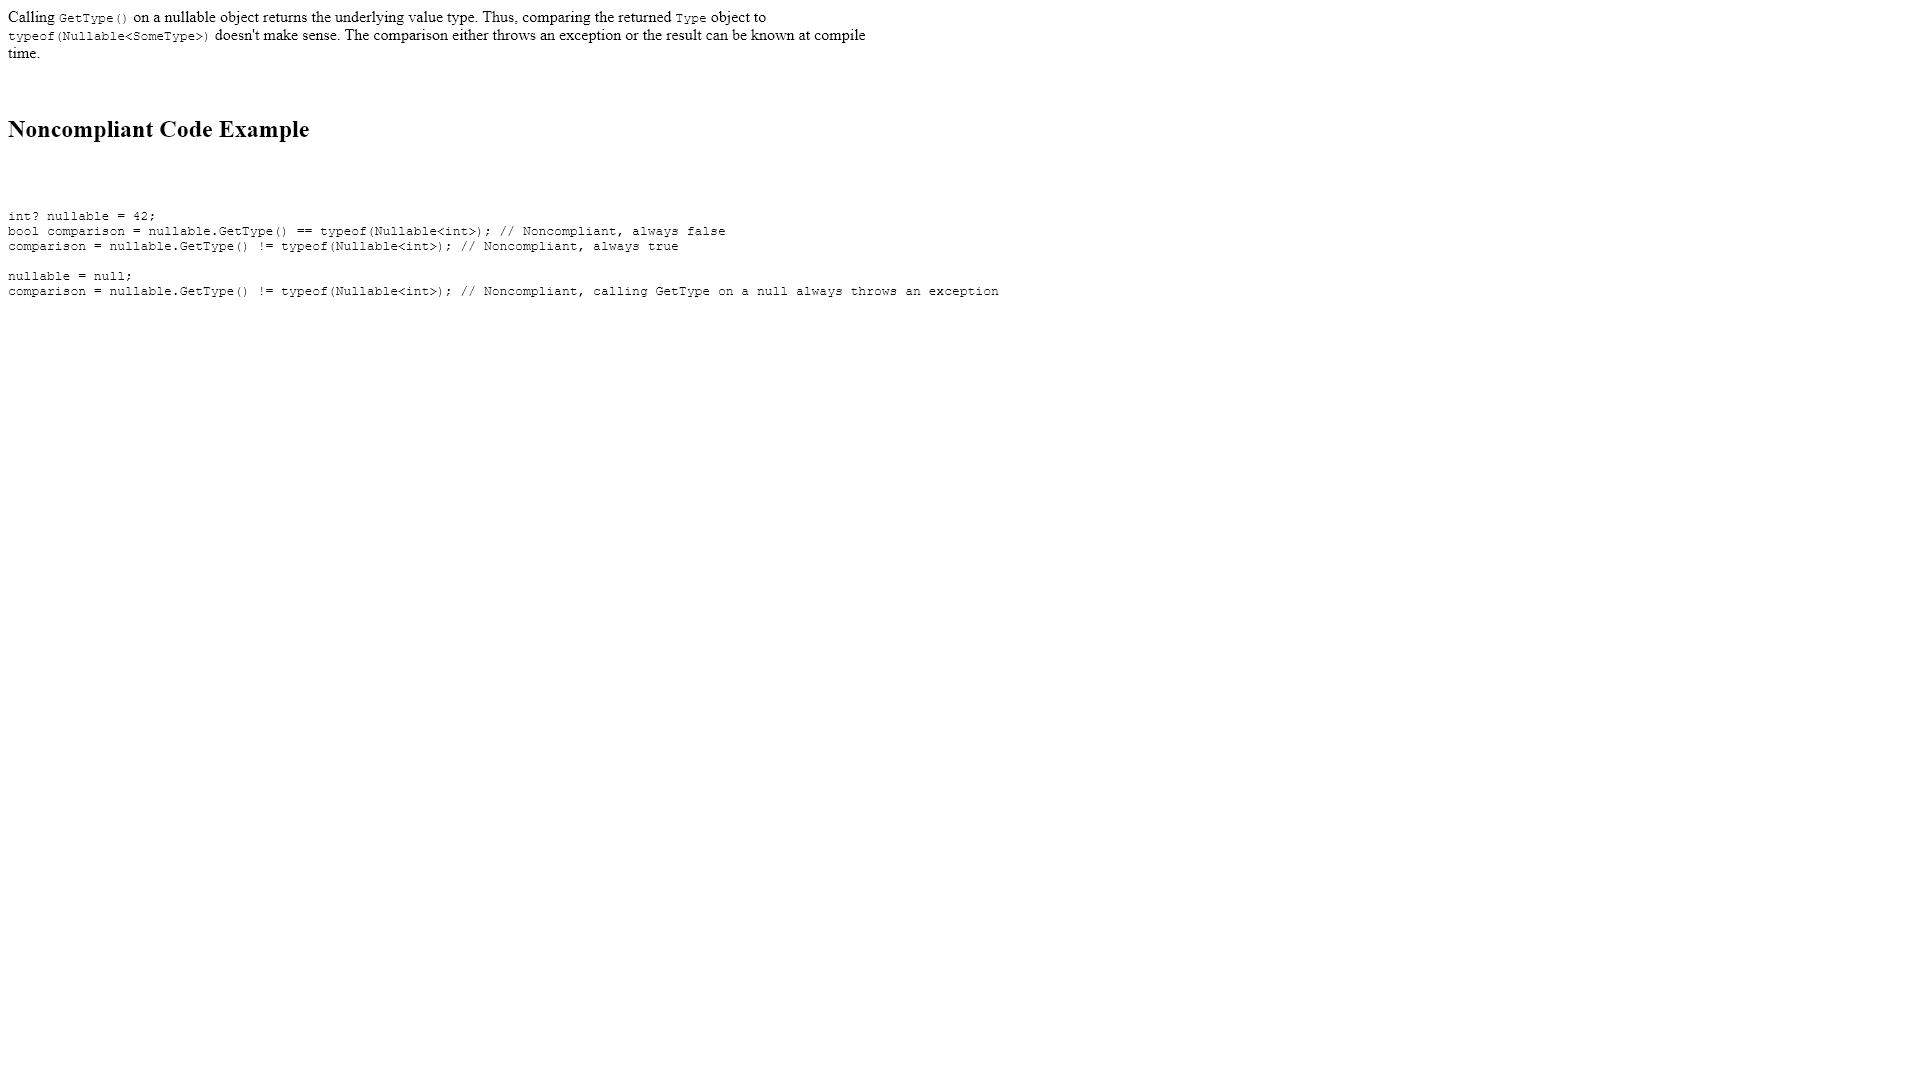 Calling GetType() on a nullable object returns the underlying value type. Thus, comparing the returned Type object to
typeof(Nullable<SomeType>) doesn't make sense. The comparison either throws an exception or the result can be known at compile
time.
Noncompliant Code Example
int? nullable = 42;
bool comparison = nullable.GetType() == typeof(Nullable<int>); // Noncompliant, always false
comparison = nullable.GetType() != typeof(Nullable<int>); // Noncompliant, always true
nullable = null;
comparison = nullable.GetType() != typeof(Nullable<int>); // Noncompliant, calling GetType on a null always throws an exception